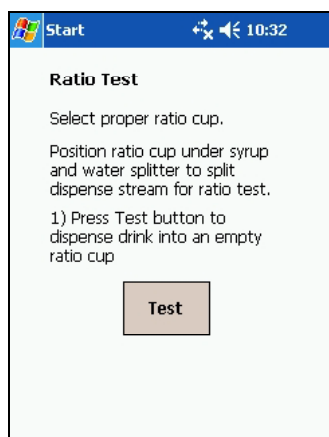 Start 10:32
Ratio Test
Select proper ratio cup.
Position ratio cup under syrup
and water splitter to split
dispense stream for ratio test.
1) Press Test button to
dispense drink into an empty
ratio cup
Test